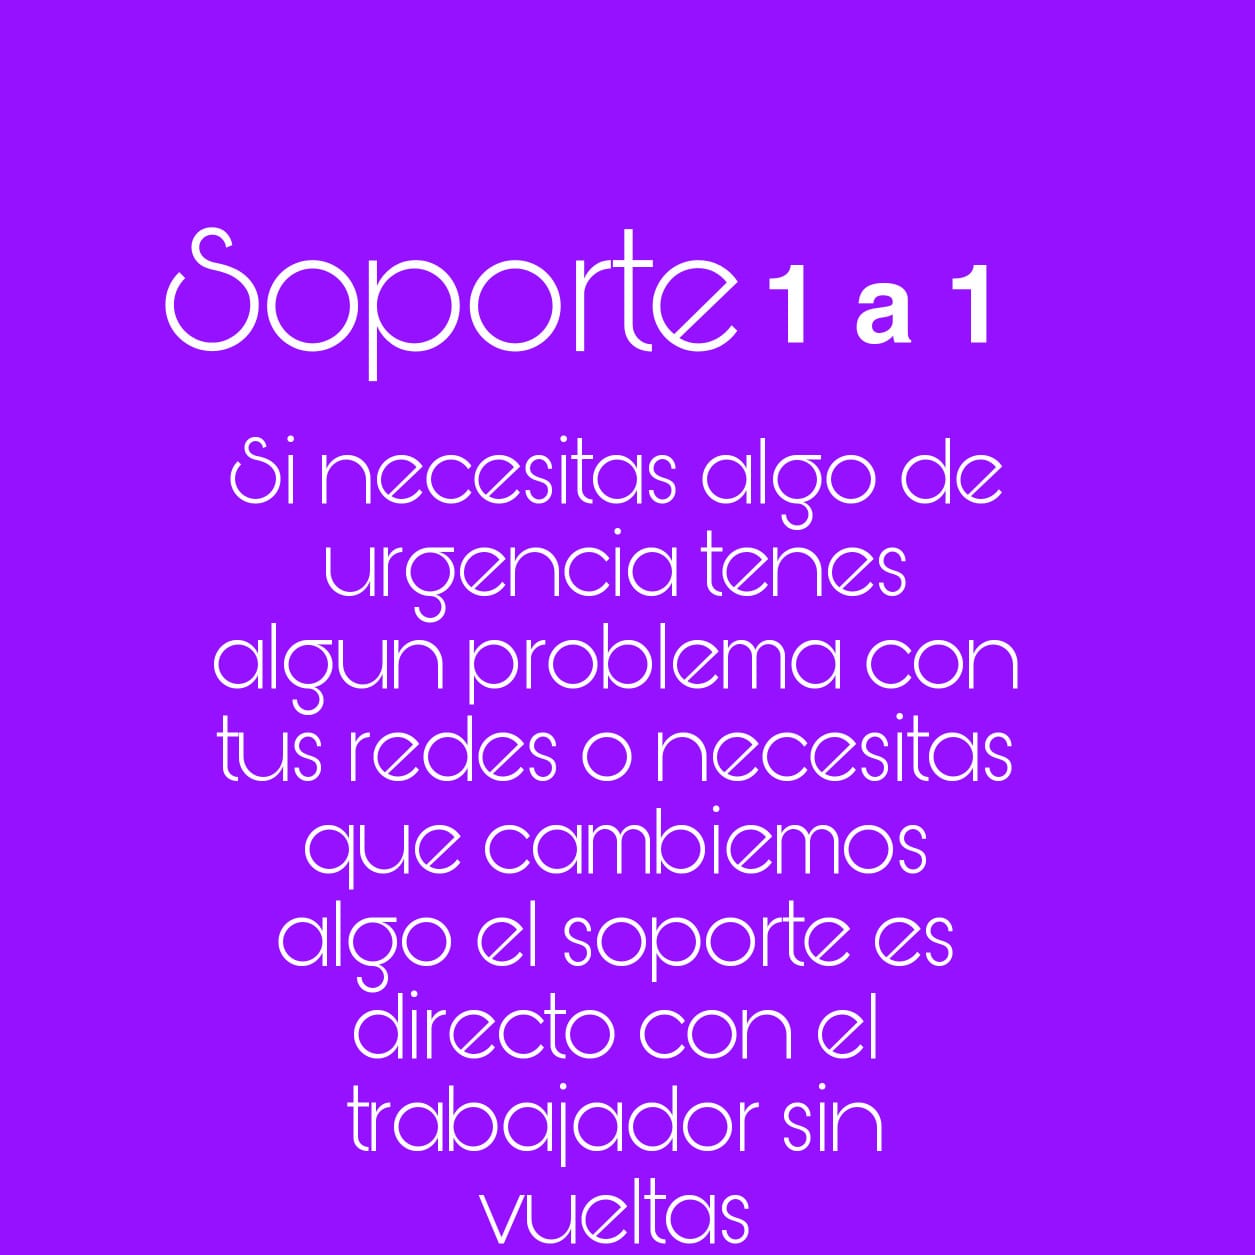 Soporte 1 a 1
Si necesitas algo de
urgencia tenes
algun problema con
tus redes o necesitas
que cambiemos
algo el soporte es
directo con el
trabajador sin
vueltas